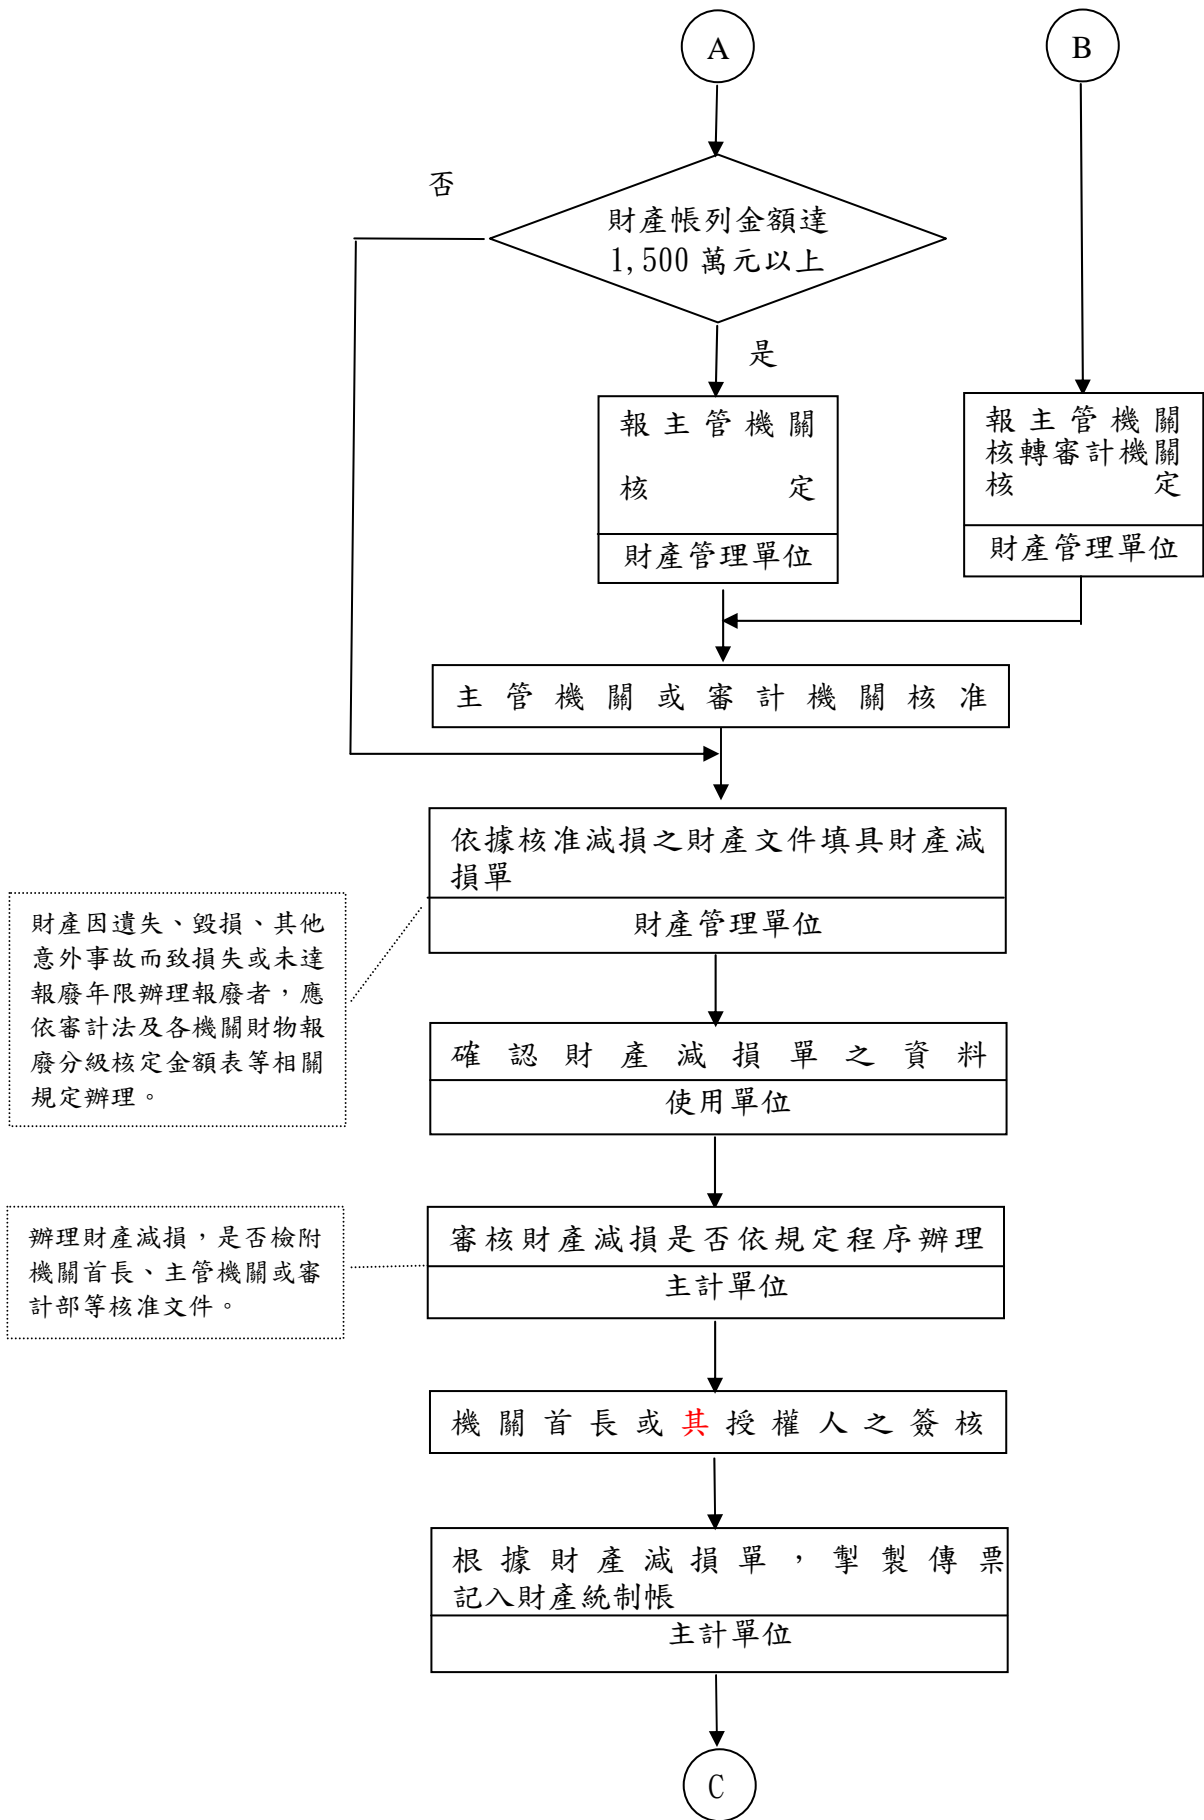 A
B
否
財產帳列金額達
1,500 萬元以上
是
報主管機關
核定
財產管理單位
報主管機關
核轉審計機關
核定
財產管理單位
主管機關或審計機關核准
依據核准減損之財產文件填具財產減
損單
財產管理單位
財產因遺失、毀損、其他
意外事故而致損失或未達
報廢年限辦理報廢者，應
依審計法及各機關財物報
廢分級核定金額表等相關
規定辦理。
確認財產減損單之資料
使用單位
辦理財產減損，是否檢附
機關首長、主管機關或審
計部等核准文件。
審核財產減損是否依規定程序辦理
主計單位
機關首長或其授權人之簽核
根據財產減損單，掣製傳票
記入財產統制帳
主計單位
C